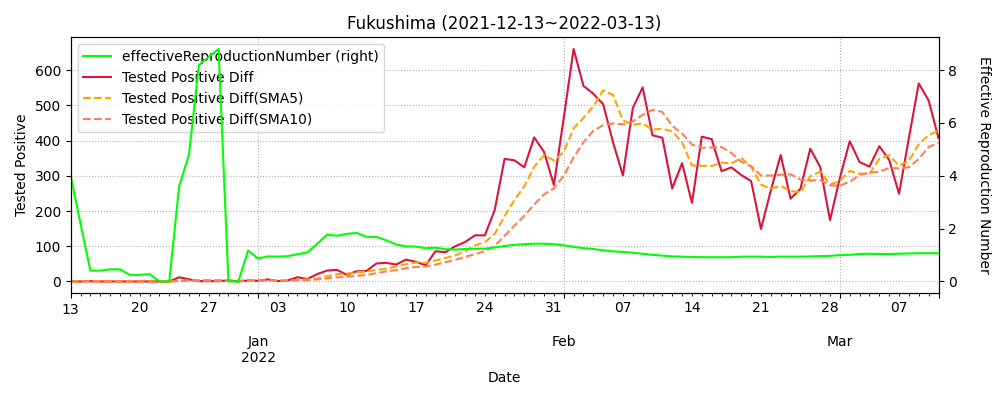 Fukushima (2021-12-13~2022-03-13)
effectiveReproductionNumber (right)
Tested Positive Diff
Tested Positive Diff(SMA5)
Tested Positive Diff(SMA10)
Tested Positive
600
500
400
300
200
100
0
8
6
4
2
0
Effective Reproduction Number
13 20 27 03 10 17 24 31 07 14 21 28 07
Jan Feb Mar
2022
Date